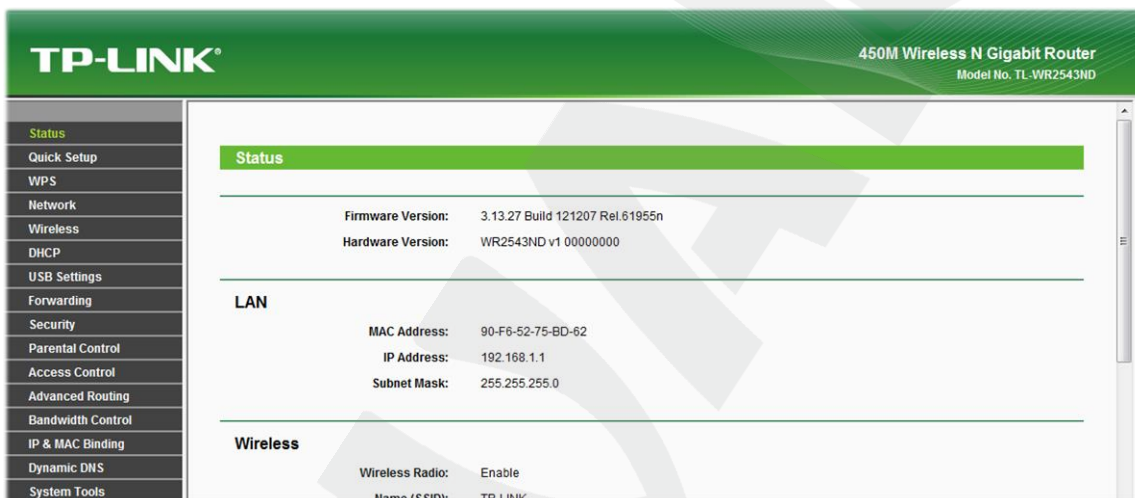 TP-LINK®
450M Wireless N Gigabit Router
Model No. TL-WR2543ND
Status
Quick Setup
WPS
Network
Wireless
DHCP
USB Settings
Forwarding
Security
Parental Control
Access Control
Advanced Routing
Bandwidth Control
IP & MAC Binding
Dynamic DNS
System Tools
Status
Firmware Version: 3.13.27 Build 121207 Rel.61955n
Hardware Version: WR2543ND v1 00000000
LAN
MAC Address: 90-F6-52-75-BD-62
IP Address: 192.168.1.1
Subnet Mask: 255.255.255.0
Wireless
Wireless Radio: Enable
Name (SSID): TP-LINK